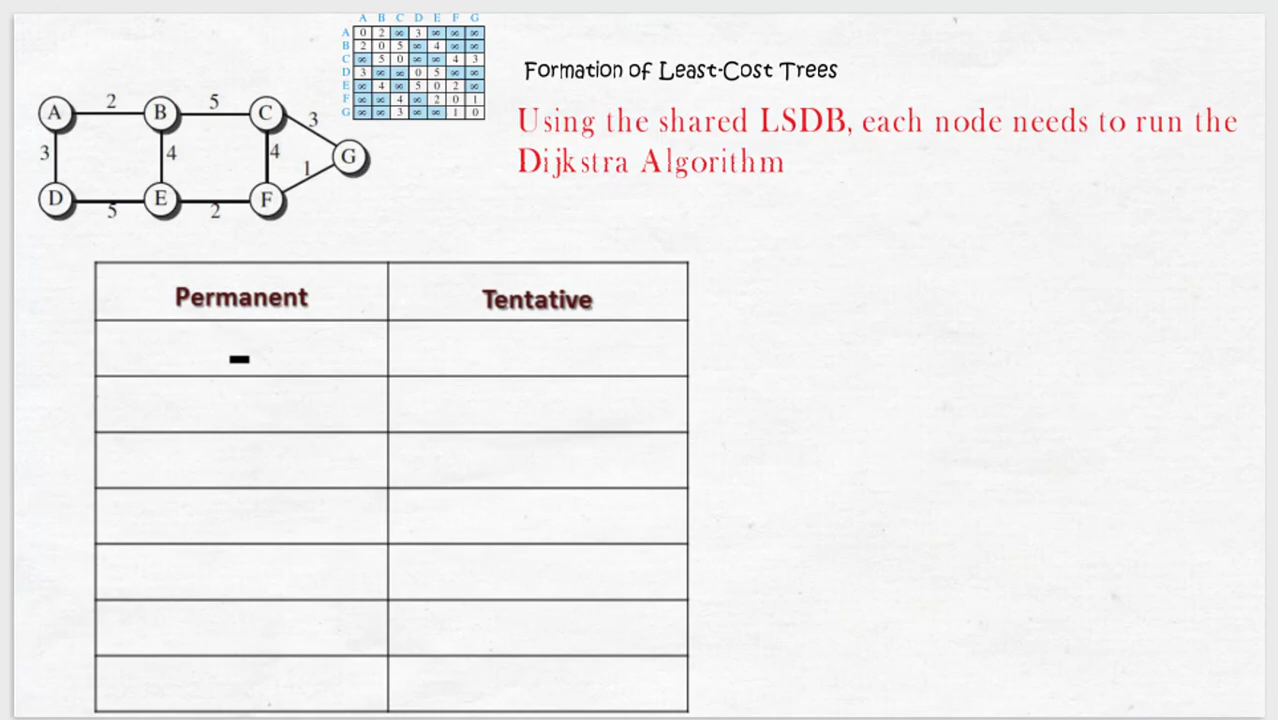 A B C D E F G
A 0 2 ∞ 3 ∞ ∞ ∞
B 2 0 5 ∞ 4 ∞ ∞
C ∞ 5 0 ∞ ∞ 4 3
D 3 ∞ ∞ 0 5 ∞ ∞
E ∞ 4 ∞ 5 0 2 ∞
F ∞ ∞ 4 ∞ 2 0 1
G ∞ ∞ 3 ∞ ∞ 1 0
Formation of Least-Cost Trees
Using the shared LSDB, each node needs to run the
Dijkstra Algorithm
A 2 B 5 C 3
3 4 4 G
1
D 5 E 2 F
Permanent Tentative
-